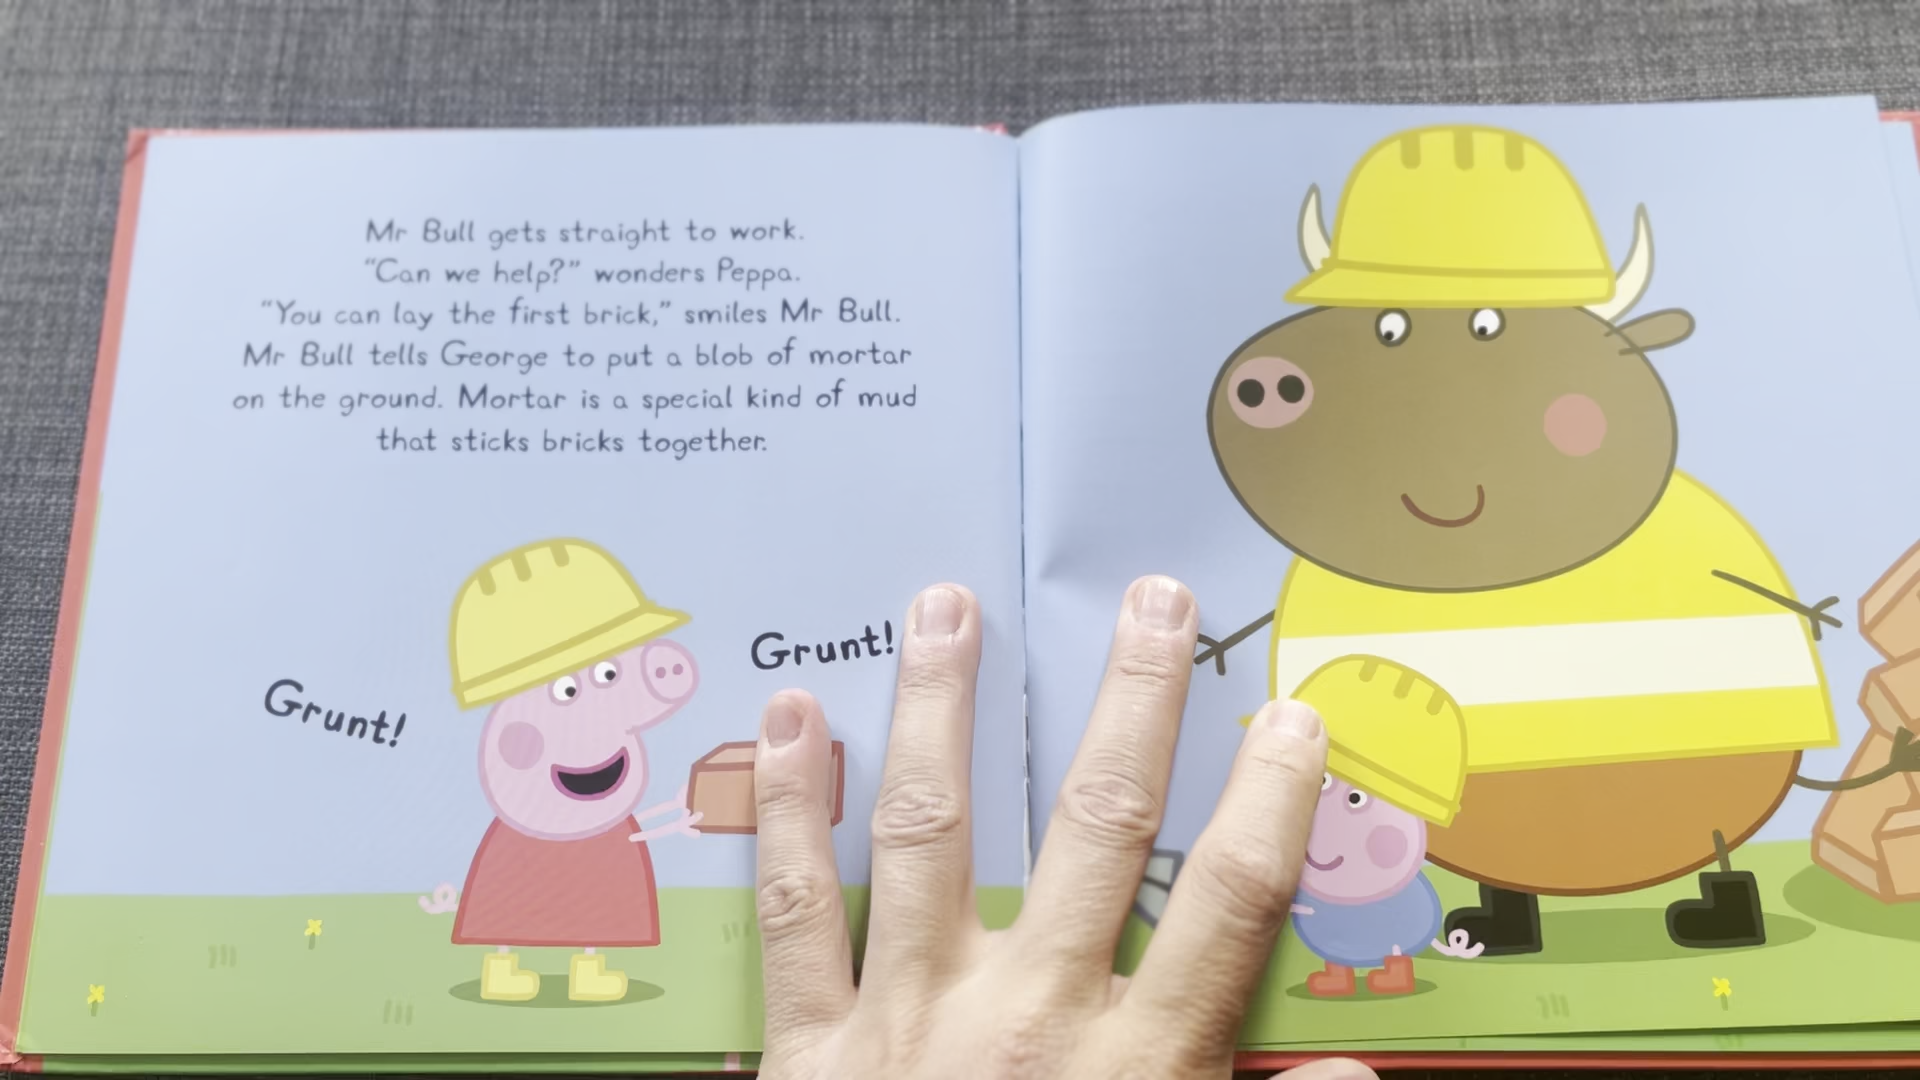 Mr Bull gets straight to work.
“Can we help?” wonders Peppa.
“You can lay the first brick,” smiles Mr Bull.
Mr Bull tells George to put a blob of mortar
on the ground. Mortar is a special kind of mud
that sticks bricks together.
Grunt!
Grunt!